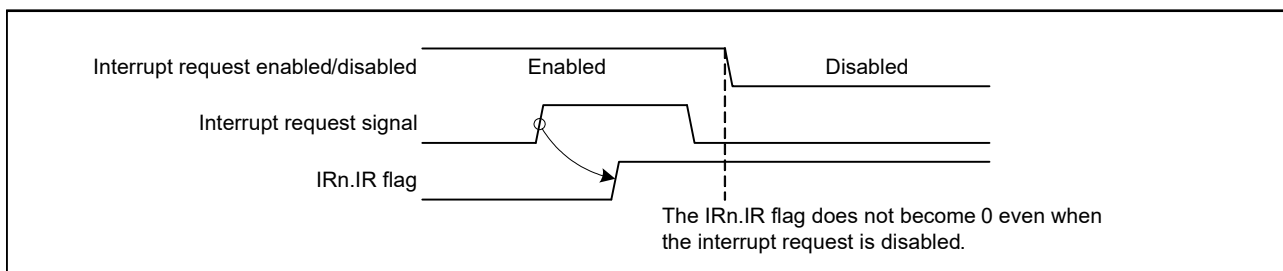 Interrupt request enabled/disabled
Enabled
Disabled
Interrupt request signal
IRn.IR flag
The IRn.IR flag does not become 0 even when
the interrupt request is disabled.